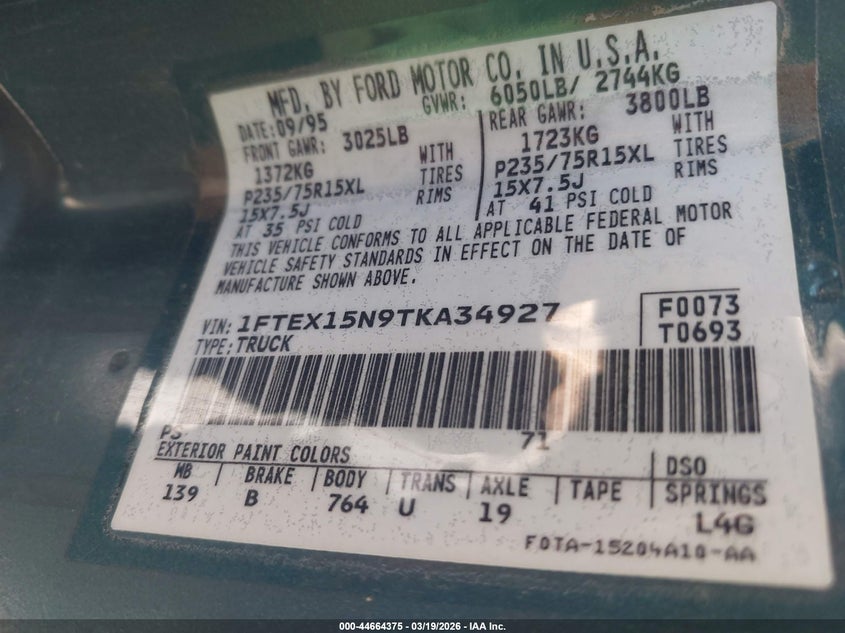 MFD. BY FORD MOTOR CO. IN U.S.A.
DATE: 09/95 GVWR: 6050LB/ 2744KG
FRONT GAWR: 3025LB REAR GAWR: 3800LB
1372KG WITH 1723KG WITH
P235/75R15XL TIRES P235/75R15XL TIRES
15X7.5J RIMS 15X7.5J RIMS
AT 35 PSI COLD AT 41 PSI COLD
THIS VEHICLE CONFORMS TO ALL APPLICABLE FEDERAL MOTOR
VEHICLE SAFETY STANDARDS IN EFFECT ON THE DATE OF
MANUFACTURE SHOWN ABOVE.
VIN: 1FTEX15N9TKA34927 F0073
TYPE: TRUCK T0693
PS 71
EXTERIOR PAINT COLORS DSO
WB BRAKE BODY TRANS AXLE TAPE SPRINGS
139 B 764 U 19 L4G
F0TA-15204A10-AA
000-44664375 | 03/19/2026 - IAA Inc.